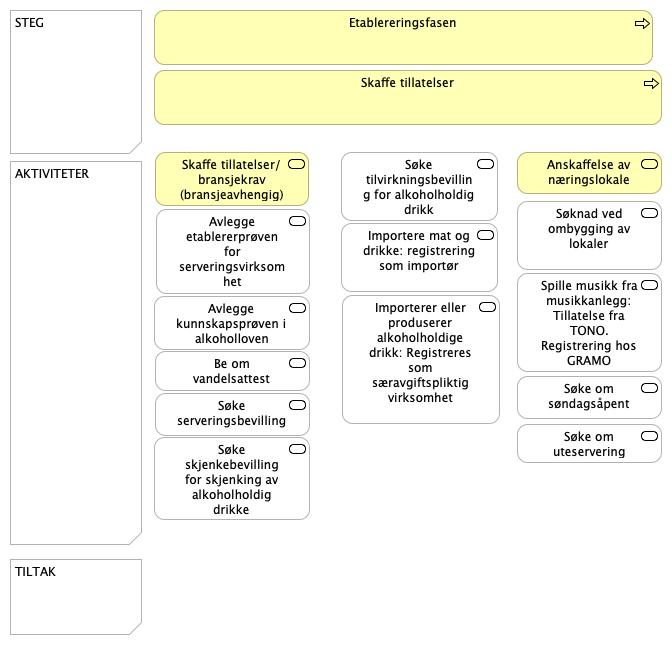 STEG
Etablereringsfasen
Skaffe tillatelser
AKTIVITETER
Skaffe tillatelser/
bransjekrav
(bransjeavhengig)
Avlegge
etablererprøven
for
serveringsvirksom
het
Avlegge
kunnskapsprøven i
alkoholloven
Be om
vandelsattest
Søke
serveringsbevilling
Søke
skjenkebevilling
for skjenking av
alkoholholdig
drikke
Søke
tilvirkningsbevillin
g for alkoholholdig
drikk
Importere mat og
drikke: registrering
som importør
Importerer eller
produserer
alkoholholdige
drikk: Registreres
som
særavgiftspliktig
virksomhet
Anskaffelse av
næringslokale
Søknad ved
ombygging av
lokaler
Spille musikk fra
musikkanlegg:
Tillatelse fra
TONO.
Registrering hos
GRAMO
Søke om
søndagsåpent
Søke om
uteservering
TILTAK